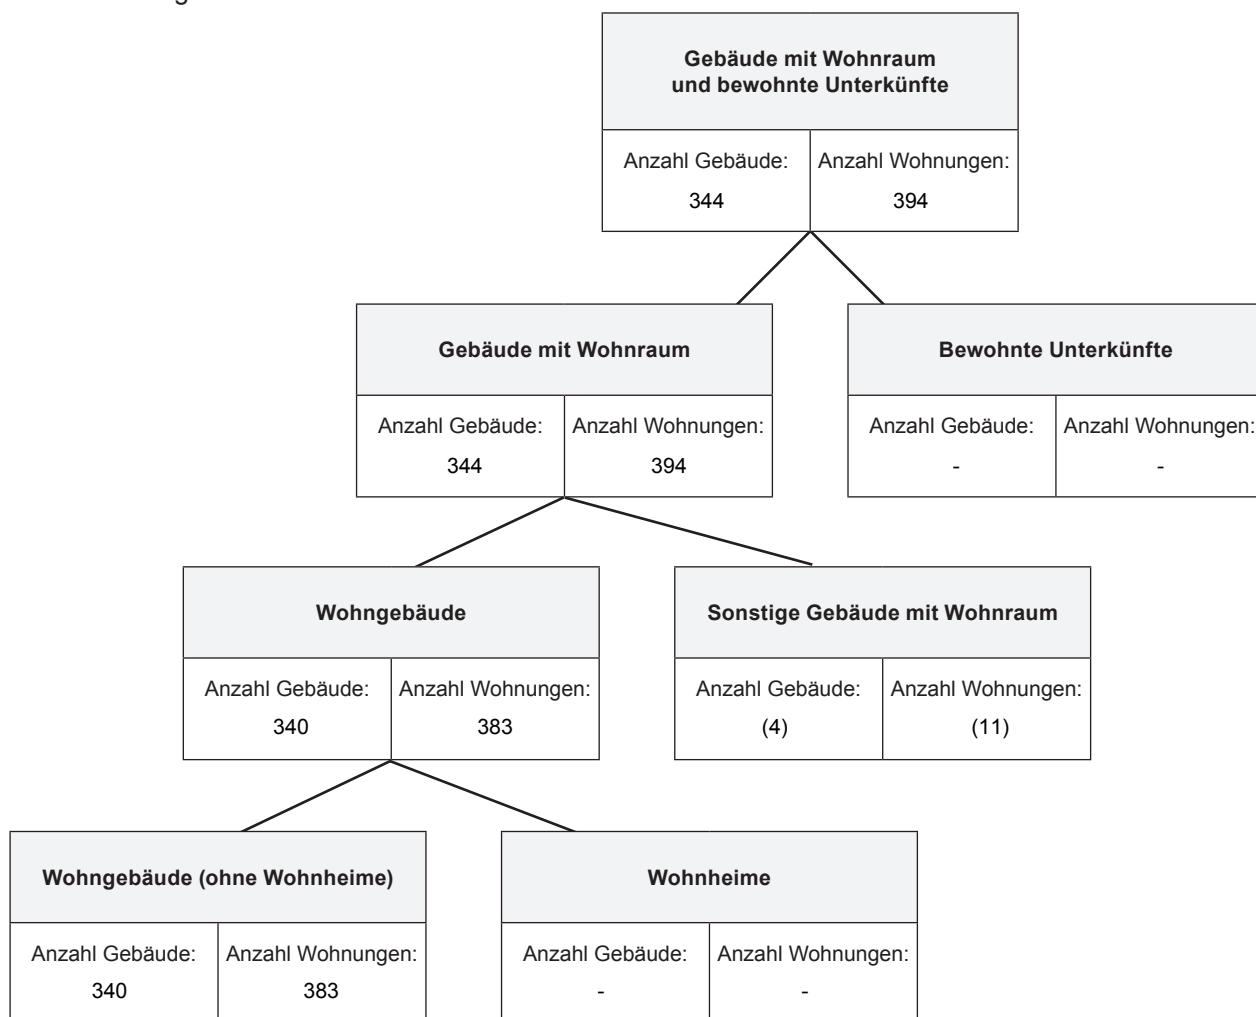 Gebäude mit Wohnraum
und bewohnte Unterkünfte
Anzahl Gebäude: Anzahl Wohnungen:
344 394
Gebäude mit Wohnraum Bewohnte Unterkünfte
Anzahl Gebäude: Anzahl Wohnungen: Anzahl Gebäude: Anzahl Wohnungen:
344 394 - -
Wohngebäude Sonstige Gebäude mit Wohnraum
Anzahl Gebäude: Anzahl Wohnungen: Anzahl Gebäude: Anzahl Wohnungen:
340 383 (4) (11)
Wohngebäude (ohne Wohnheime) Wohnheime
Anzahl Gebäude: Anzahl Wohnungen: Anzahl Gebäude: Anzahl Wohnungen:
340 383 - -